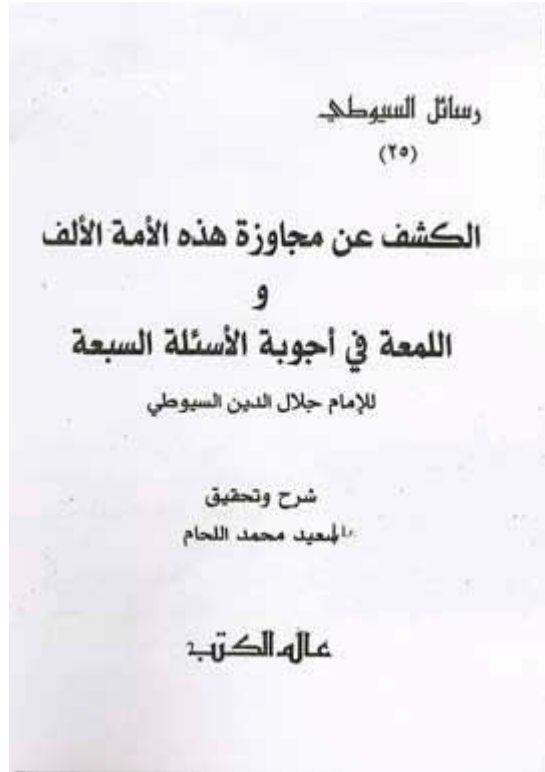 رسائل السيوطي
(٢٥)
الكشف عن مجاوزة هذه الأمة الألف
و
اللمعة في أجوبة الأسئلة السبعة
للإمام جلال الدين السيوطي
شرح وتحقيق
محمد اللحام
عالم الكتب